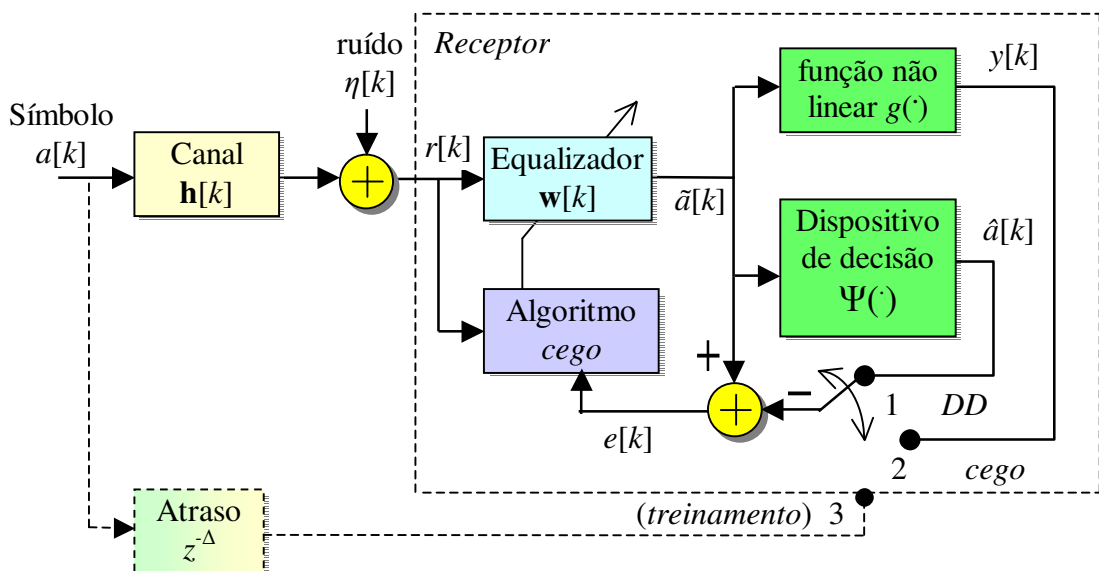 ruído
η[k]
Receptor
função não
linear g(·)
y[k]
Símbolo
a[k]
Canal
h[k]
+
r[k]
Equalizador
w[k]
ã[k]
Dispositivo
de decisão
Ψ(·)
â[k]
Algoritmo
cego
+
+
−
e[k]
1 DD
2 cego
Atraso
z^-Δ
(treinamento) 3